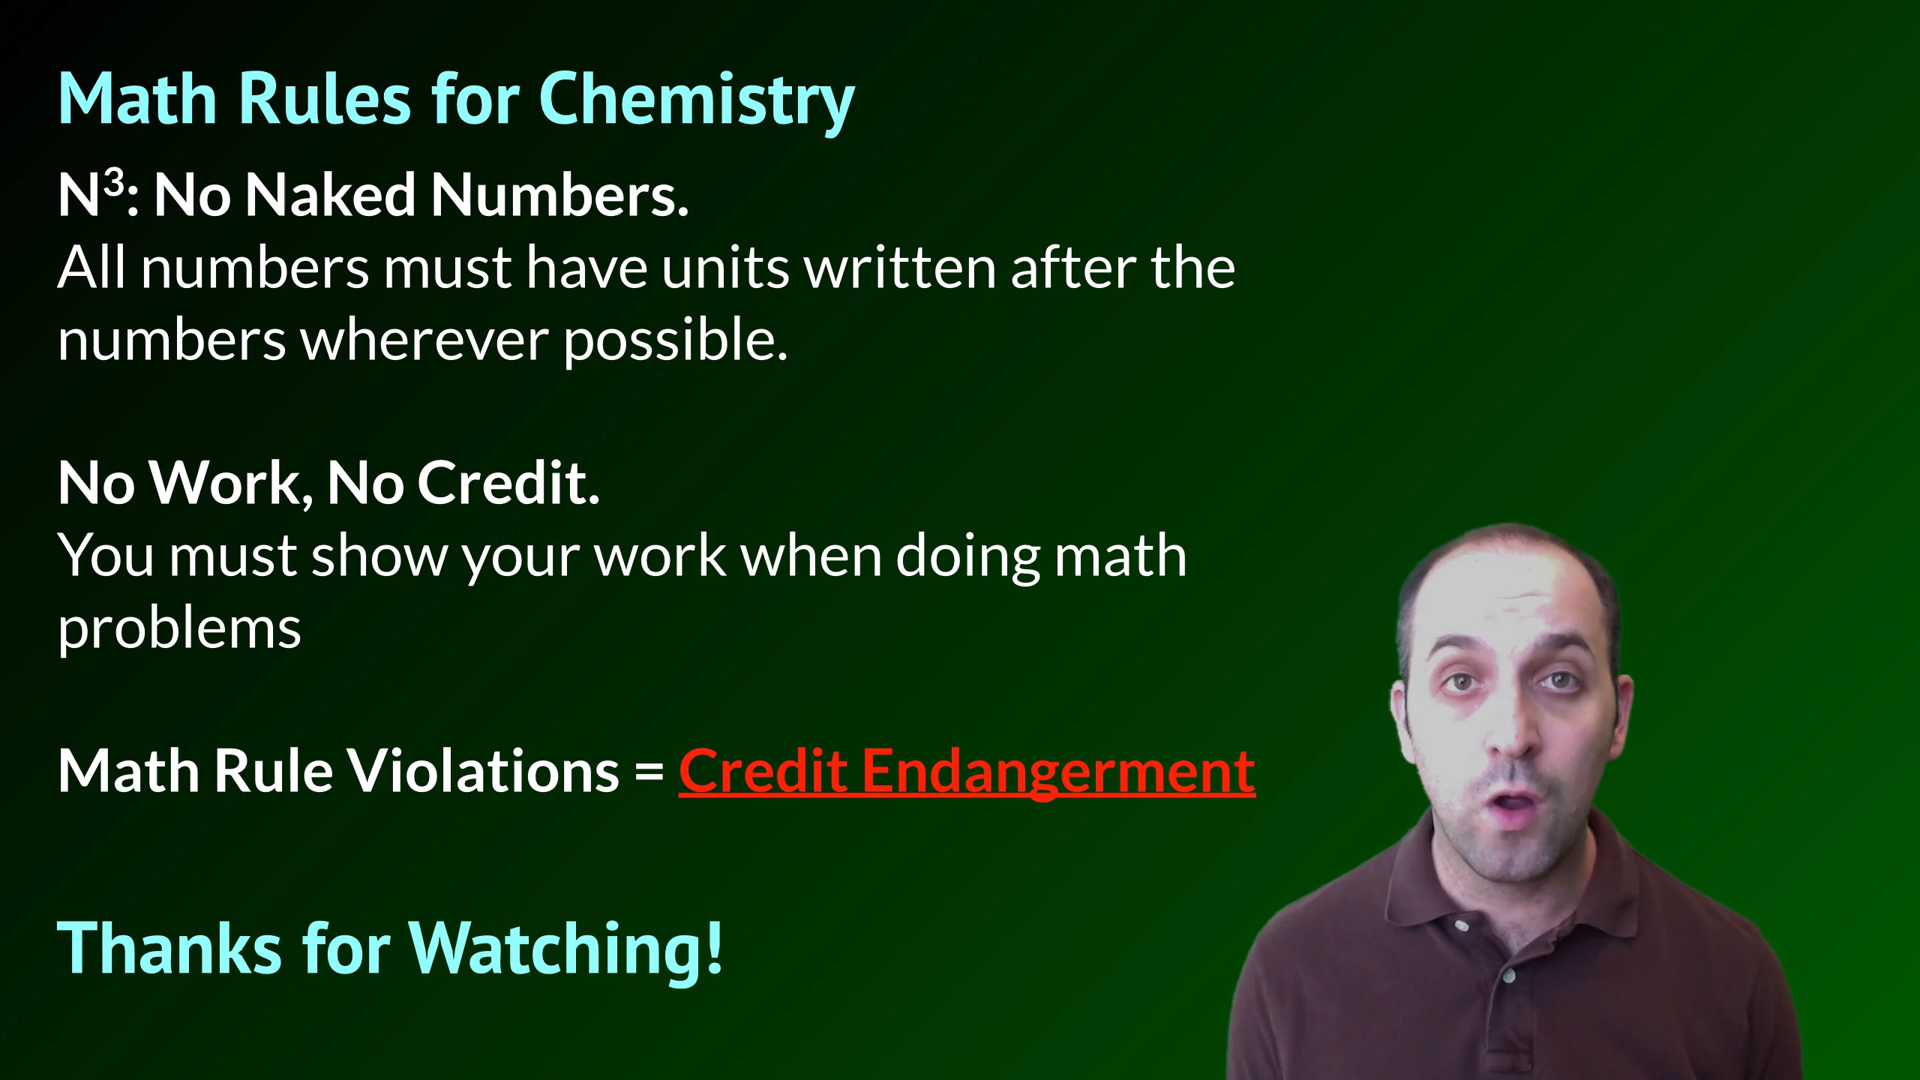 Math Rules for Chemistry
N³: No Naked Numbers.
All numbers must have units written after the
numbers wherever possible.
No Work, No Credit.
You must show your work when doing math
problems
Math Rule Violations = Credit Endangerment
Thanks for Watching!